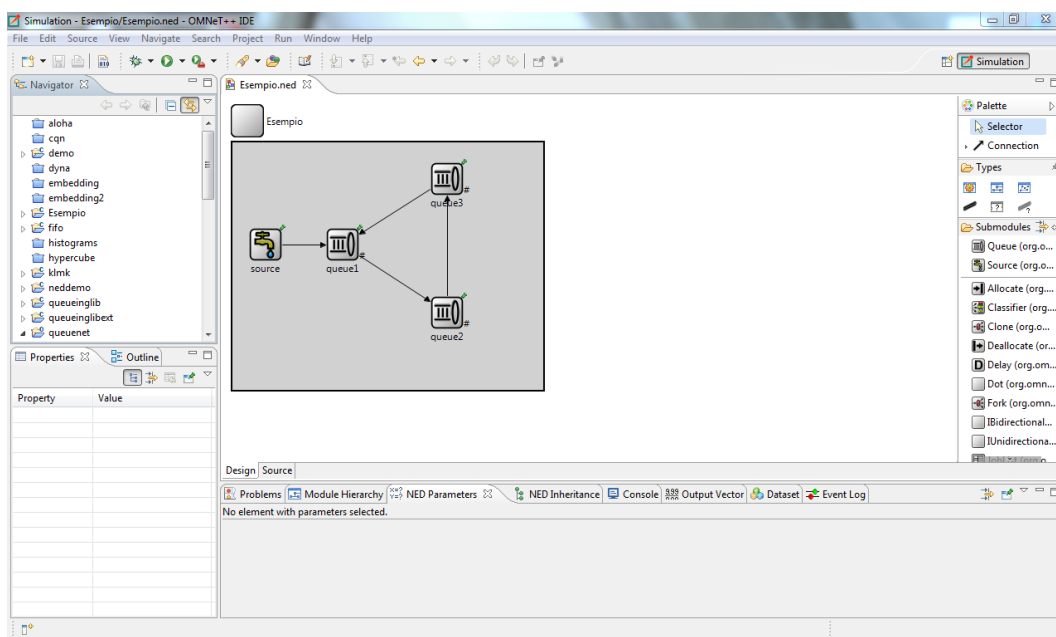 Simulation - Esempio/Esempio.ned - OMNeT++ IDE
File Edit Source View Navigate Search Project Run Window Help
Simulation
Navigator
aloha
cqn
demo
dyna
embedding
embedding2
Esempio
fifo
histograms
hypercube
klmk
neddemo
queueinglib
queueinglibext
queuenet
Esempio.ned
Esempio
queue3
source
queue1
queue2
Design Source
Palette
Selector
Connection
Types
Submodules
Queue (org.o...
Source (org.o...
Allocate (org....
Classifier (org....
Clone (org.o...
Deallocate (or...
Delay (org.om...
Dot (org.omn...
Fork (org.omn...
IBidirectional...
IUnidirectiona...
Properties Outline
Property Value
Problems Module Hierarchy NED Parameters NED Inheritance Console Output Vector Dataset Event Log
No element with parameters selected.